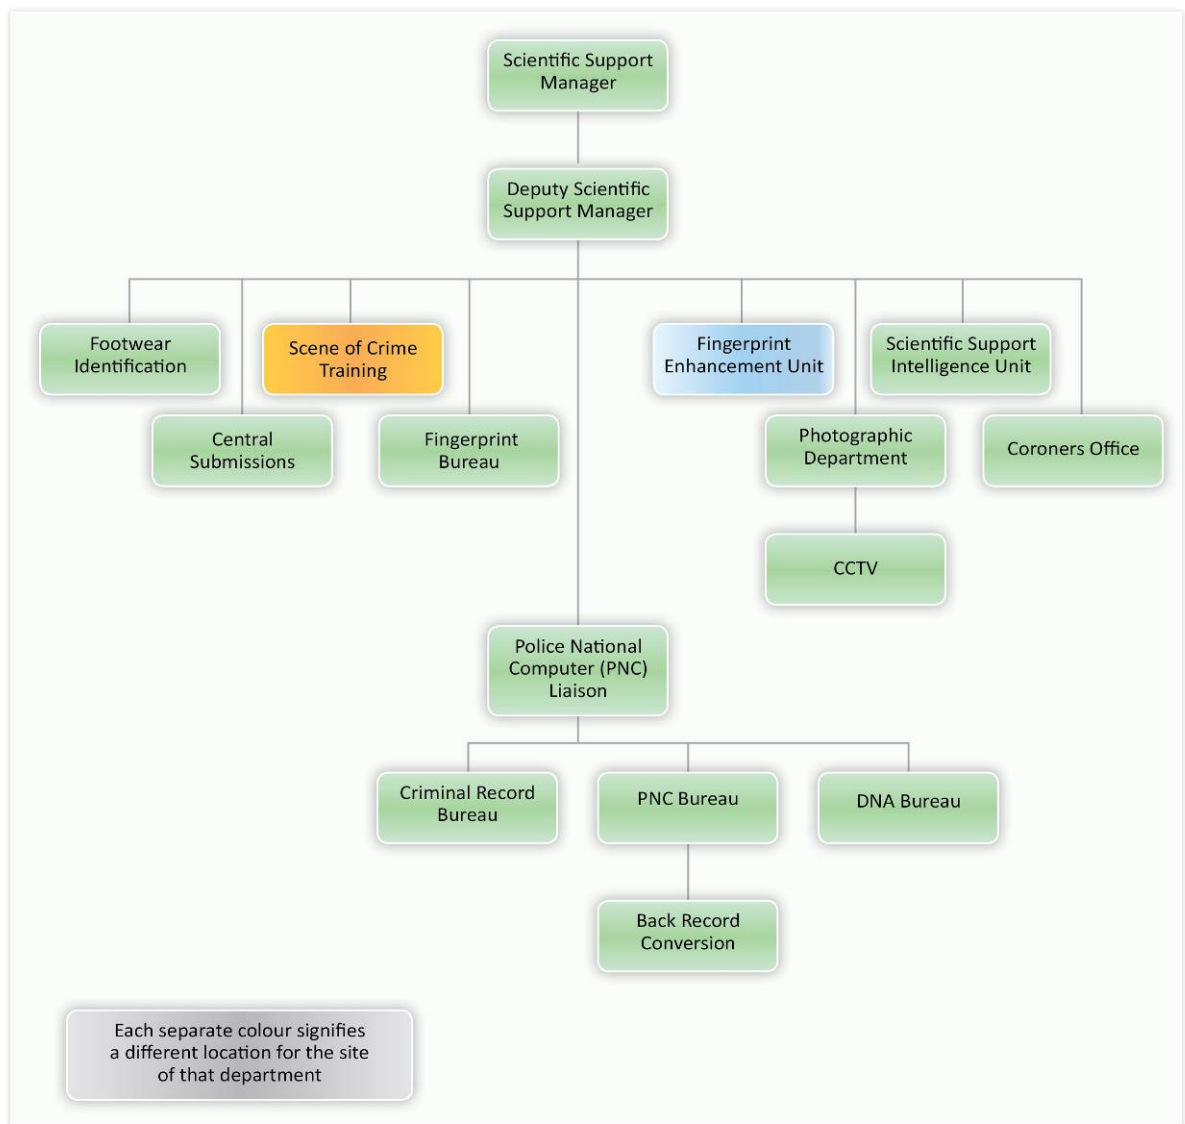 Scientific Support
Manager
Deputy Scientific
Support Manager
Footwear
Identification
Central
Submissions
Scene of Crime
Training
Fingerprint
Bureau
Fingerprint
Enhancement Unit
Photographic
Department
CCTV
Scientific Support
Intelligence Unit
Coroners Office
Police National
Computer (PNC)
Liaison
Criminal Record
Bureau
PNC Bureau
DNA Bureau
Back Record
Conversion
Each separate colour signifies
a different location for the site
of that department